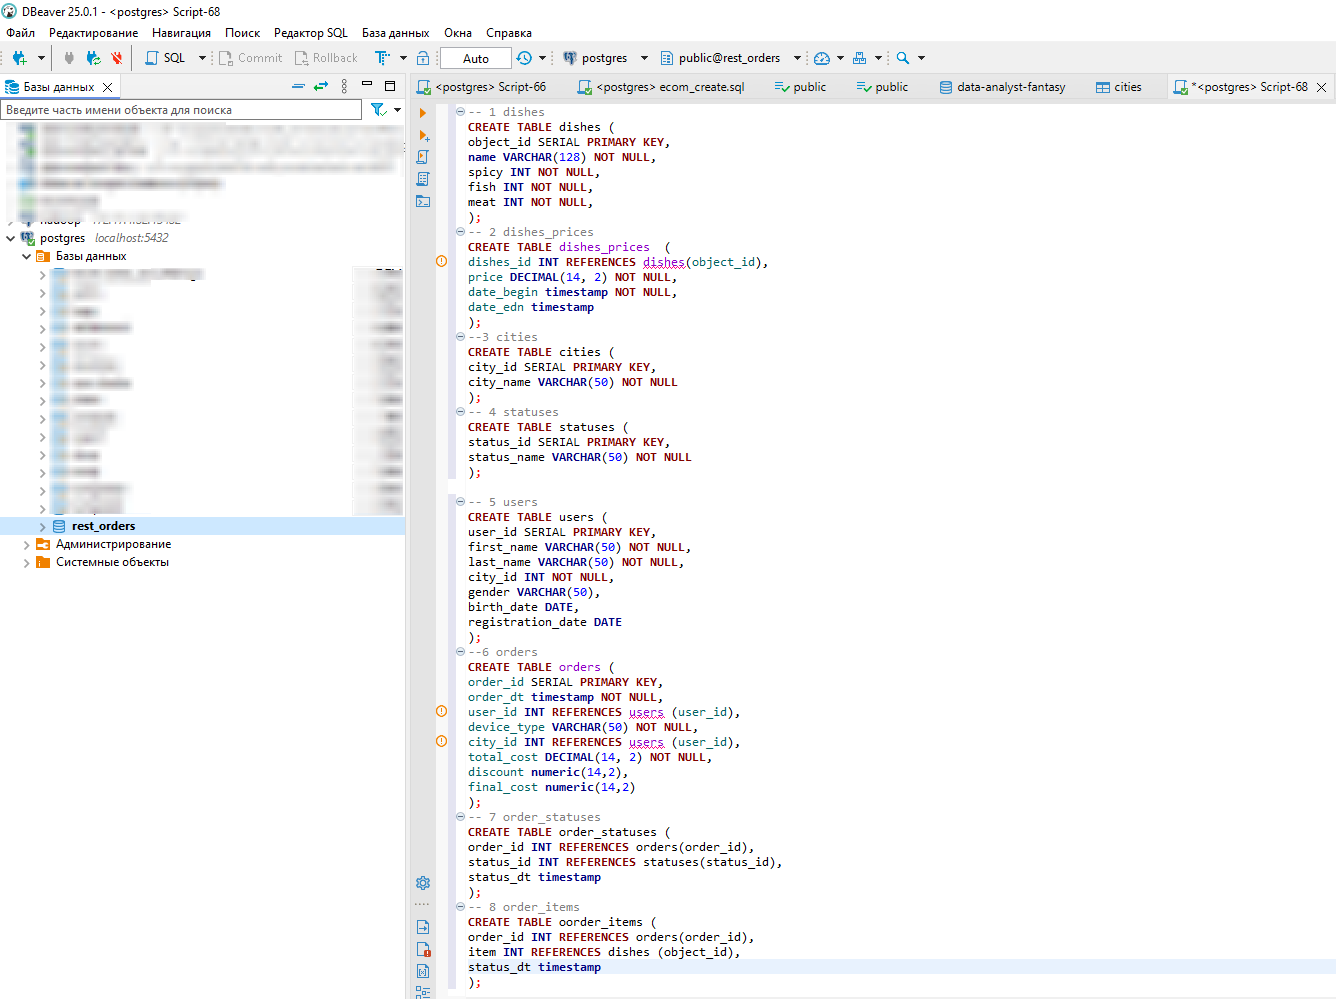 DBeaver 25.0.1 - <postgres> Script-68
Файл Редактирование Навигация Поиск Редактор SQL База данных Окна Справка
SQL Commit Rollback Auto postgres public@rest_orders
Базы данных
<postgres> Script-66 <postgres> ecom_create.sql public public data-analyst-fantasy cities *<postgres> Script-68
Введите часть имени объекта для поиска
postgres localhost:5432
Базы данных
rest_orders
Администрирование
Системные объекты
-- 1 dishes
CREATE TABLE dishes (
object_id SERIAL PRIMARY KEY,
name VARCHAR(128) NOT NULL,
spicy INT NOT NULL,
fish INT NOT NULL,
meat INT NOT NULL,
);
-- 2 dishes_prices
CREATE TABLE dishes_prices (
dishes_id INT REFERENCES dishes(object_id),
price DECIMAL(14, 2) NOT NULL,
date_begin timestamp NOT NULL,
date_edn timestamp
);
--3 cities
CREATE TABLE cities (
city_id SERIAL PRIMARY KEY,
city_name VARCHAR(50) NOT NULL
);
-- 4 statuses
CREATE TABLE statuses (
status_id SERIAL PRIMARY KEY,
status_name VARCHAR(50) NOT NULL
);
-- 5 users
CREATE TABLE users (
user_id SERIAL PRIMARY KEY,
first_name VARCHAR(50) NOT NULL,
last_name VARCHAR(50) NOT NULL,
city_id INT NOT NULL,
gender VARCHAR(50),
birth_date DATE,
registration_date DATE
);
--6 orders
CREATE TABLE orders (
order_id SERIAL PRIMARY KEY,
order_dt timestamp NOT NULL,
user_id INT REFERENCES users (user_id),
device_type VARCHAR(50) NOT NULL,
city_id INT REFERENCES users (user_id),
total_cost DECIMAL(14, 2) NOT NULL,
discount numeric(14,2),
final_cost numeric(14,2)
);
-- 7 order_statuses
CREATE TABLE order_statuses (
order_id INT REFERENCES orders(order_id),
status_id INT REFERENCES statuses(status_id),
status_dt timestamp
);
-- 8 order_items
CREATE TABLE oorder_items (
order_id INT REFERENCES orders(order_id),
item INT REFERENCES dishes (object_id),
status_dt timestamp
);